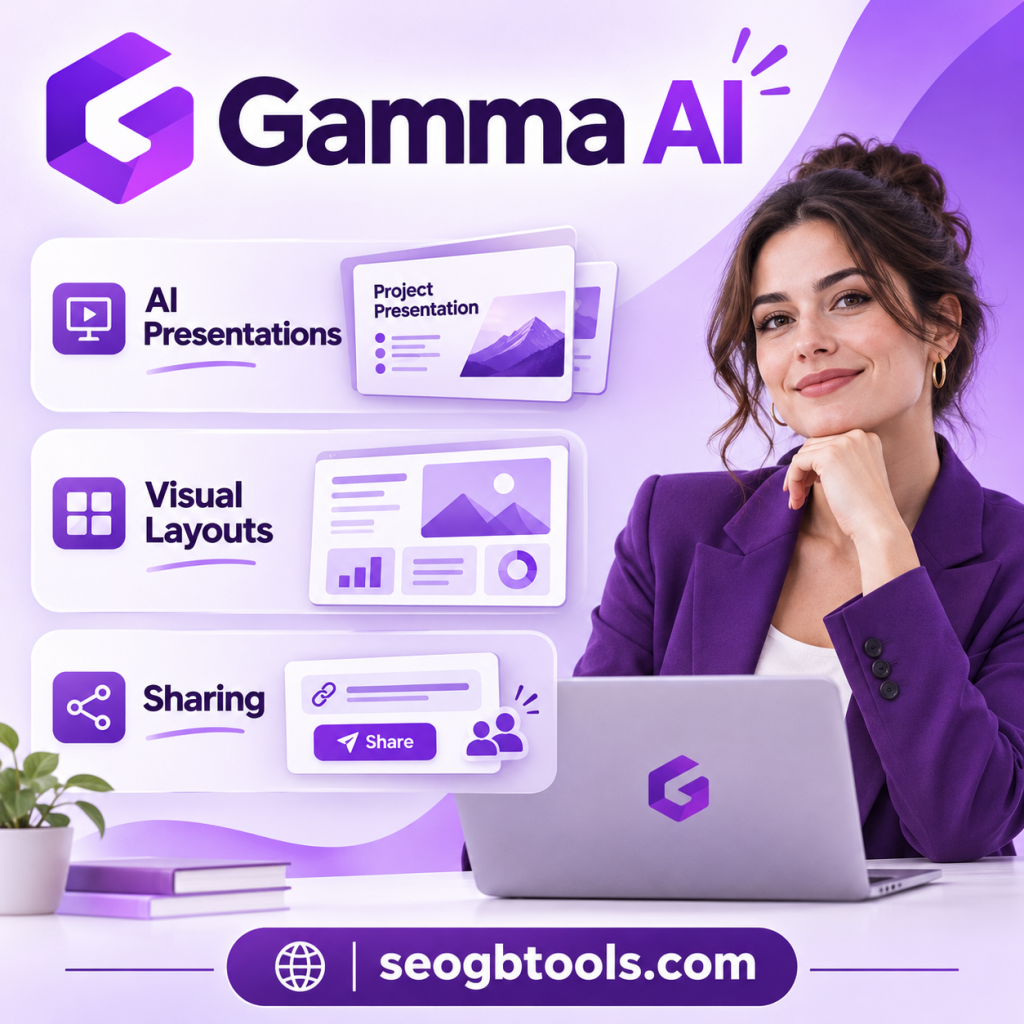 Gamma AI
AI
Presentations
Project
Presentation
Visual
Layouts
Sharing
Share
seogbtools.com